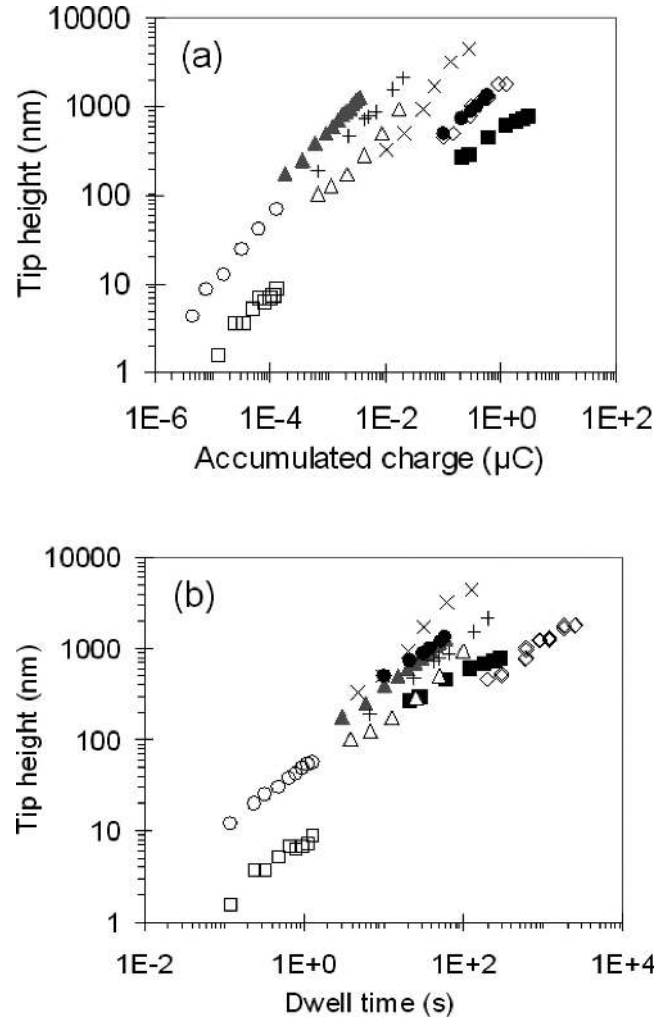 10000
(a)
1000
100
10
1
Tip height (nm)
1E-6 1E-4 1E-2 1E+0 1E+2
Accumulated charge (µC)
10000
(b)
1000
100
10
1
Tip height (nm)
1E-2 1E+0 1E+2 1E+4
Dwell time (s)